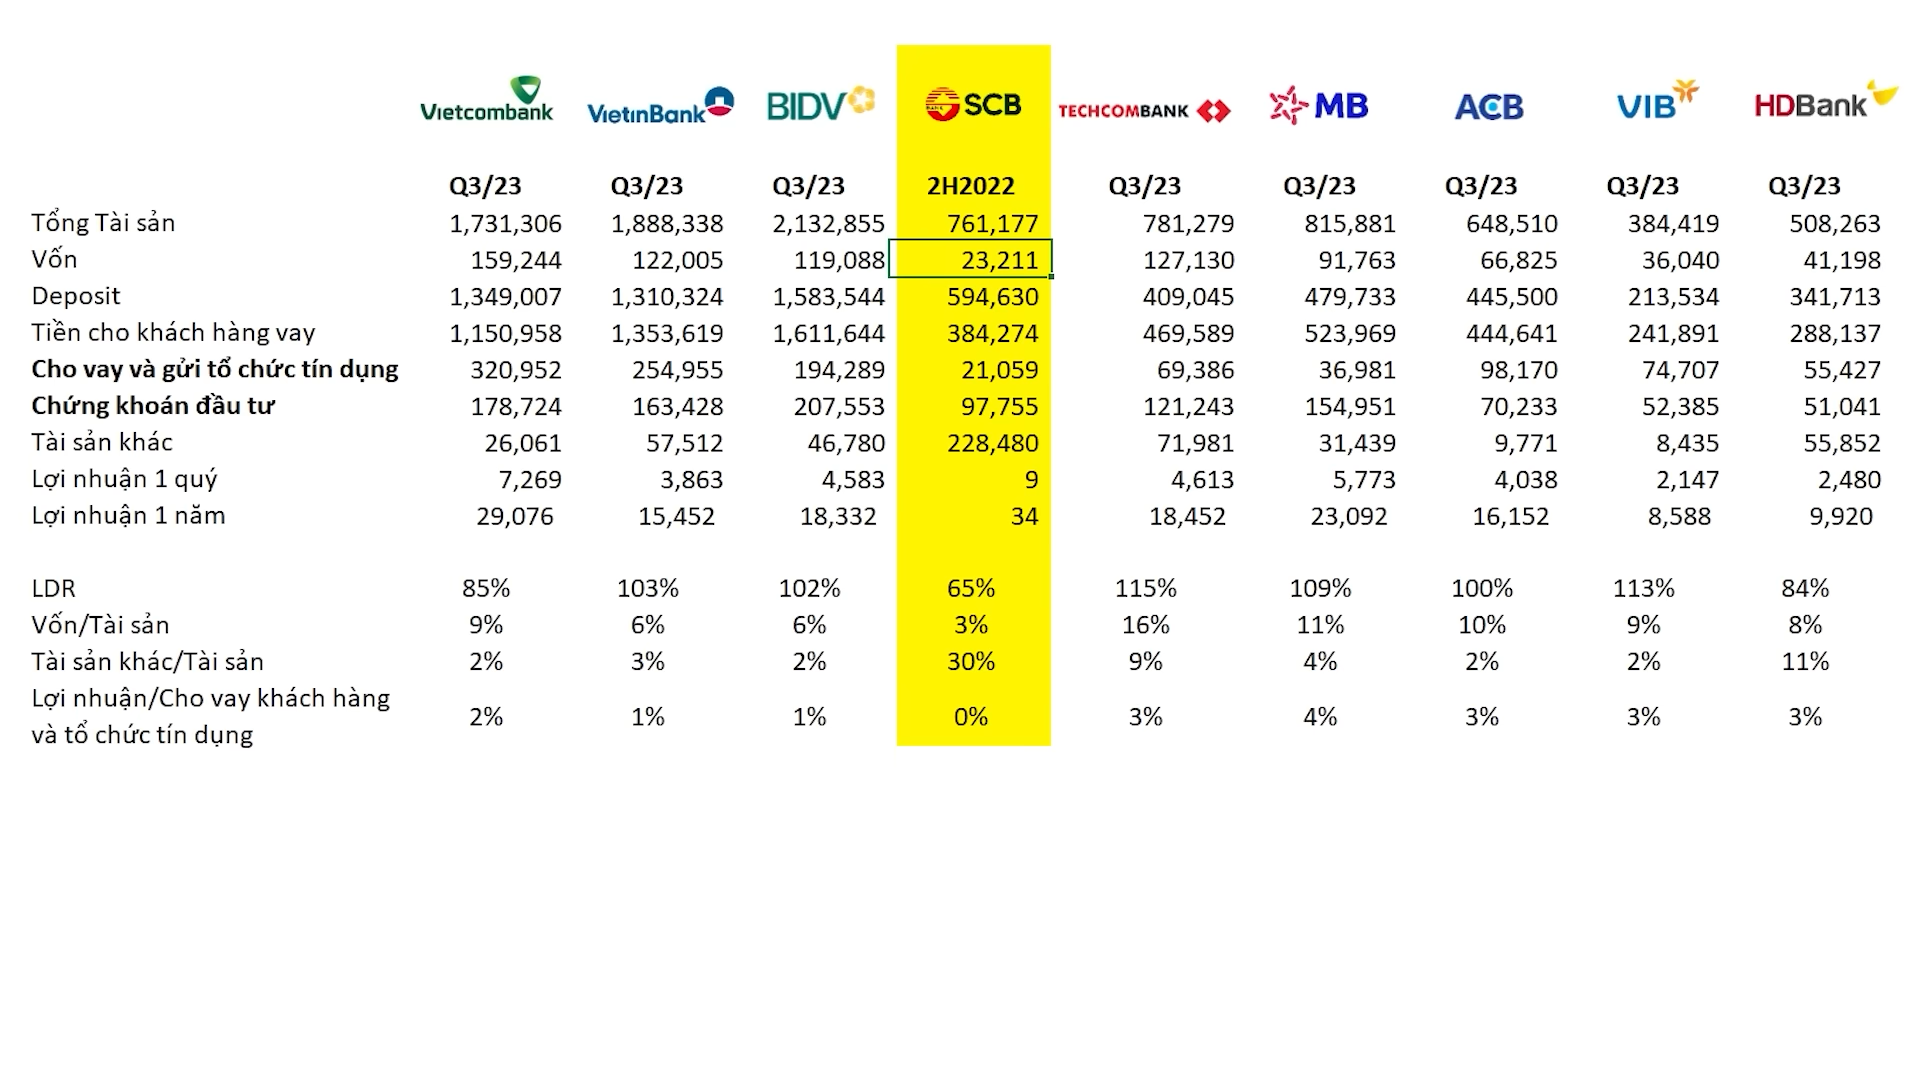 Vietcombank VietinBank BIDV SCB TECHCOMBANK MB ACB VIB HDBank
Q3/23 Q3/23 Q3/23 2H2022 Q3/23 Q3/23 Q3/23 Q3/23 Q3/23
Tổng Tài sản 1,731,306 1,888,338 2,132,855 761,177 781,279 815,881 648,510 384,419 508,263
Vốn 159,244 122,005 119,088 23,211 127,130 91,763 66,825 36,040 41,198
Deposit 1,349,007 1,310,324 1,583,544 594,630 409,045 479,733 445,500 213,534 341,713
Tiền cho khách hàng vay 1,150,958 1,353,619 1,611,644 384,274 469,589 523,969 444,641 241,891 288,137
Cho vay và gửi tổ chức tín dụng 320,952 254,955 194,289 21,059 69,386 36,981 98,170 74,707 55,427
Chứng khoán đầu tư 178,724 163,428 207,553 97,755 121,243 154,951 70,233 52,385 51,041
Tài sản khác 26,061 57,512 46,780 228,480 71,981 31,439 9,771 8,435 55,852
Lợi nhuận 1 quý 7,269 3,863 4,583 9 4,613 5,773 4,038 2,147 2,480
Lợi nhuận 1 năm 29,076 15,452 18,332 34 18,452 23,092 16,152 8,588 9,920
LDR 85% 103% 102% 65% 115% 109% 100% 113% 84%
Vốn/Tài sản 9% 6% 6% 3% 16% 11% 10% 9% 8%
Tài sản khác/Tài sản 2% 3% 2% 30% 9% 4% 2% 2% 11%
Lợi nhuận/Cho vay khách hàng
và tổ chức tín dụng 2% 1% 1% 0% 3% 4% 3% 3% 3%